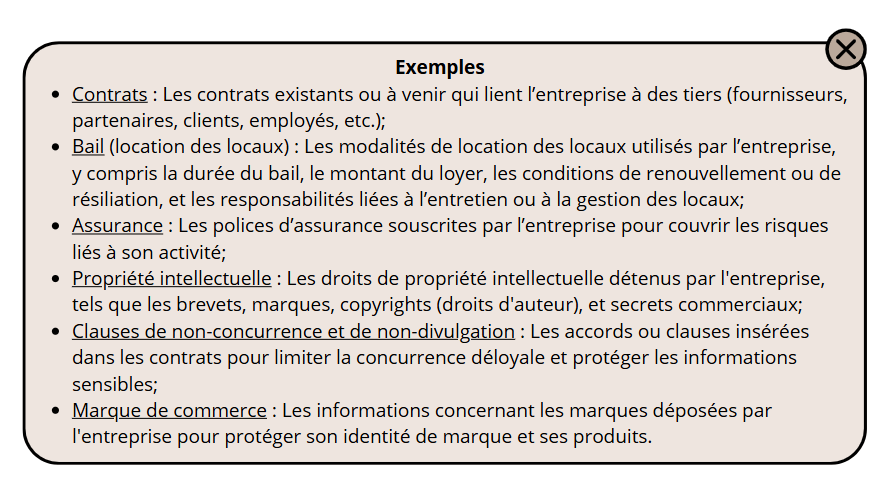 Exemples
• Contrats : Les contrats existants ou à venir qui lient l’entreprise à des tiers (fournisseurs,
partenaires, clients, employés, etc.);
• Bail (location des locaux) : Les modalités de location des locaux utilisés par l’entreprise,
y compris la durée du bail, le montant du loyer, les conditions de renouvellement ou de
résiliation, et les responsabilités liées à l’entretien ou à la gestion des locaux;
• Assurance : Les polices d’assurance souscrites par l’entreprise pour couvrir les risques
liés à son activité;
• Propriété intellectuelle : Les droits de propriété intellectuelle détenus par l'entreprise,
tels que les brevets, marques, copyrights (droits d'auteur), et secrets commerciaux;
• Clauses de non-concurrence et de non-divulgation : Les accords ou clauses insérées
dans les contrats pour limiter la concurrence déloyale et protéger les informations
sensibles;
• Marque de commerce : Les informations concernant les marques déposées par
l'entreprise pour protéger son identité de marque et ses produits.